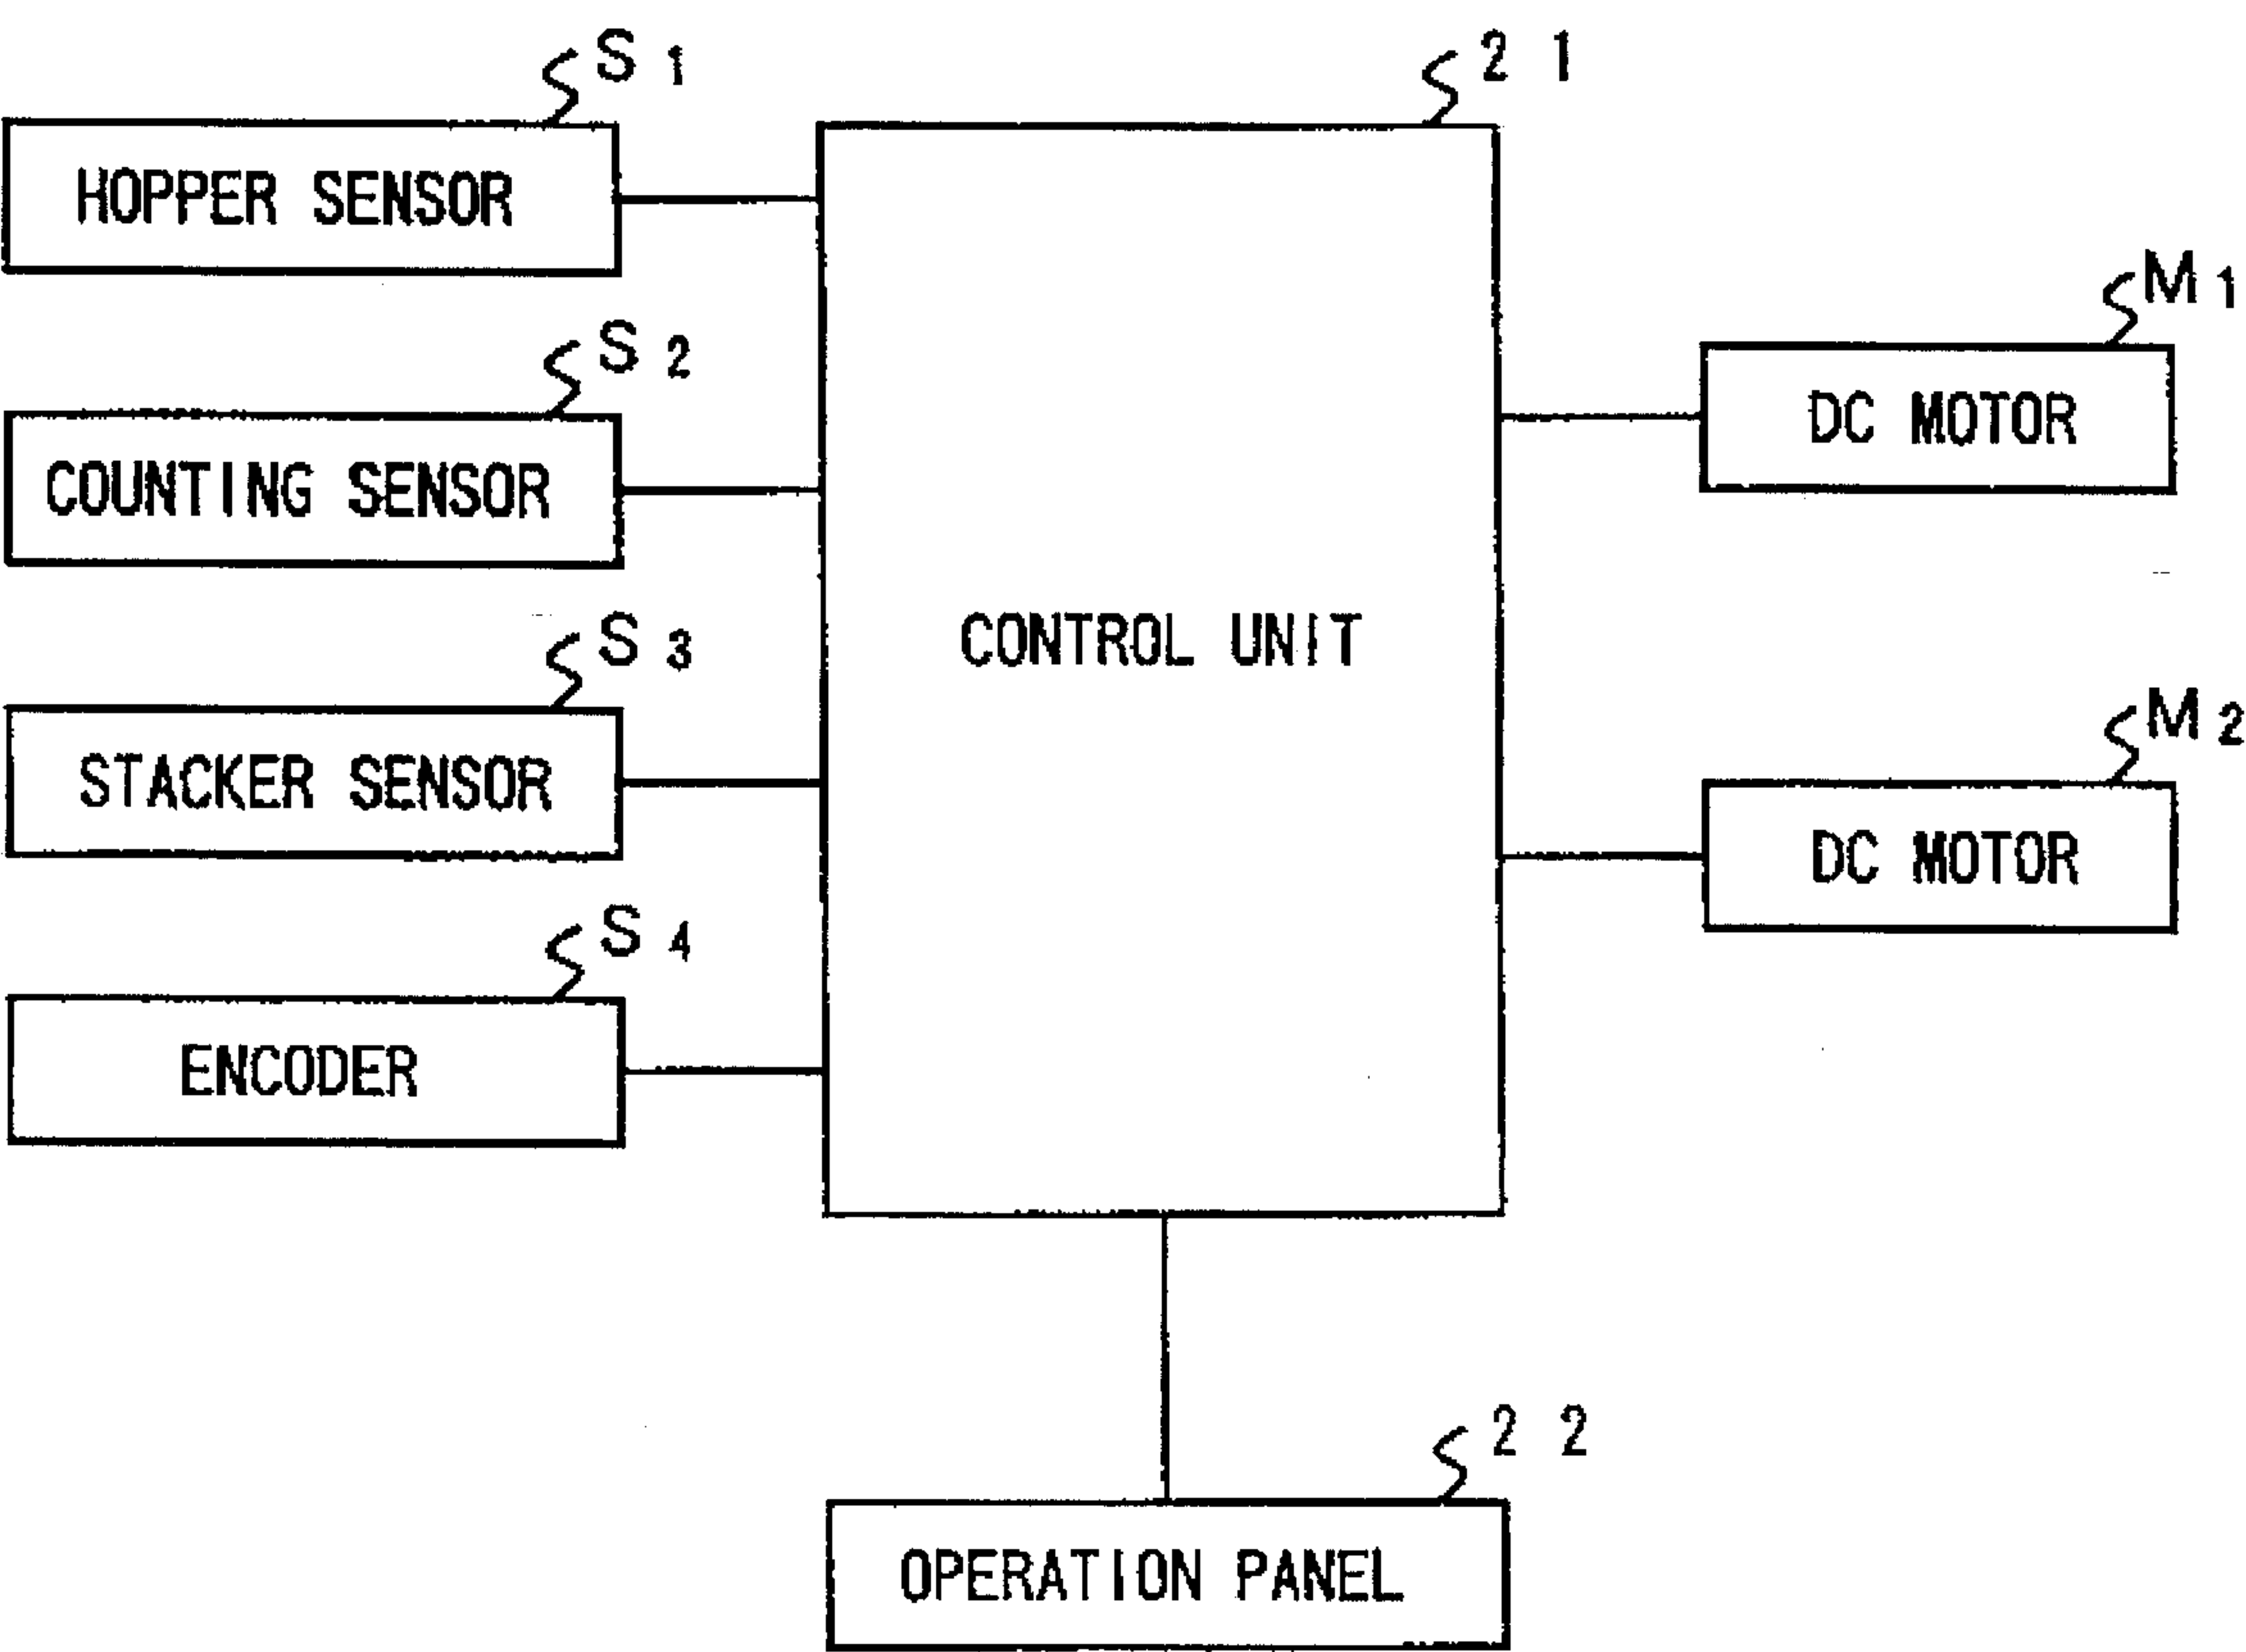 S1
21
HOPPER SENSOR
M1
S2
DC MOTOR
COUNTING SENSOR
S3
CONTROL UNIT
M2
STACKER SENSOR
DC MOTOR
S4
ENCODER
22
OPERATION PANEL